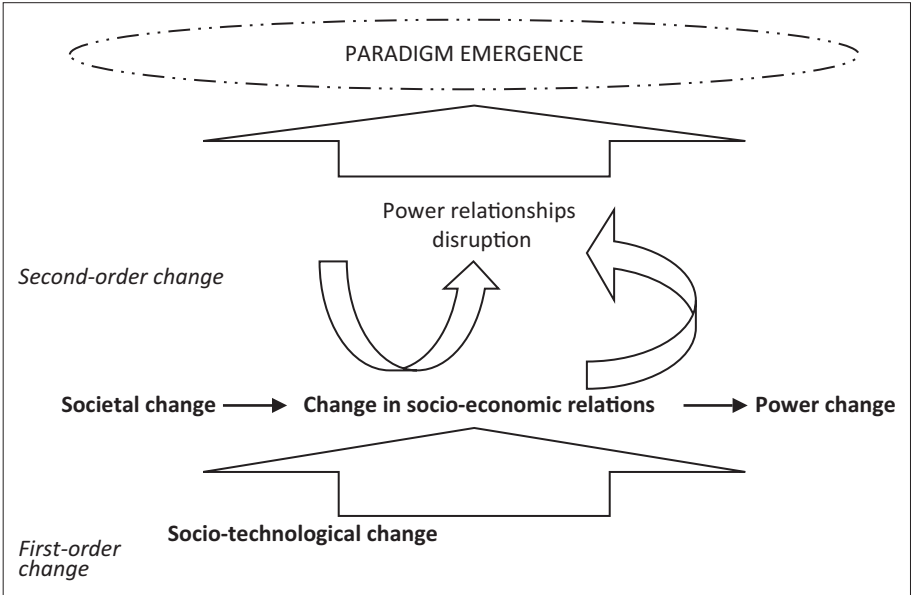 PARADIGM EMERGENCE
Power relationships
disruption
Second-order change
Societal change
Change in socio-economic relations
Power change
Socio-technological change
First-order
change